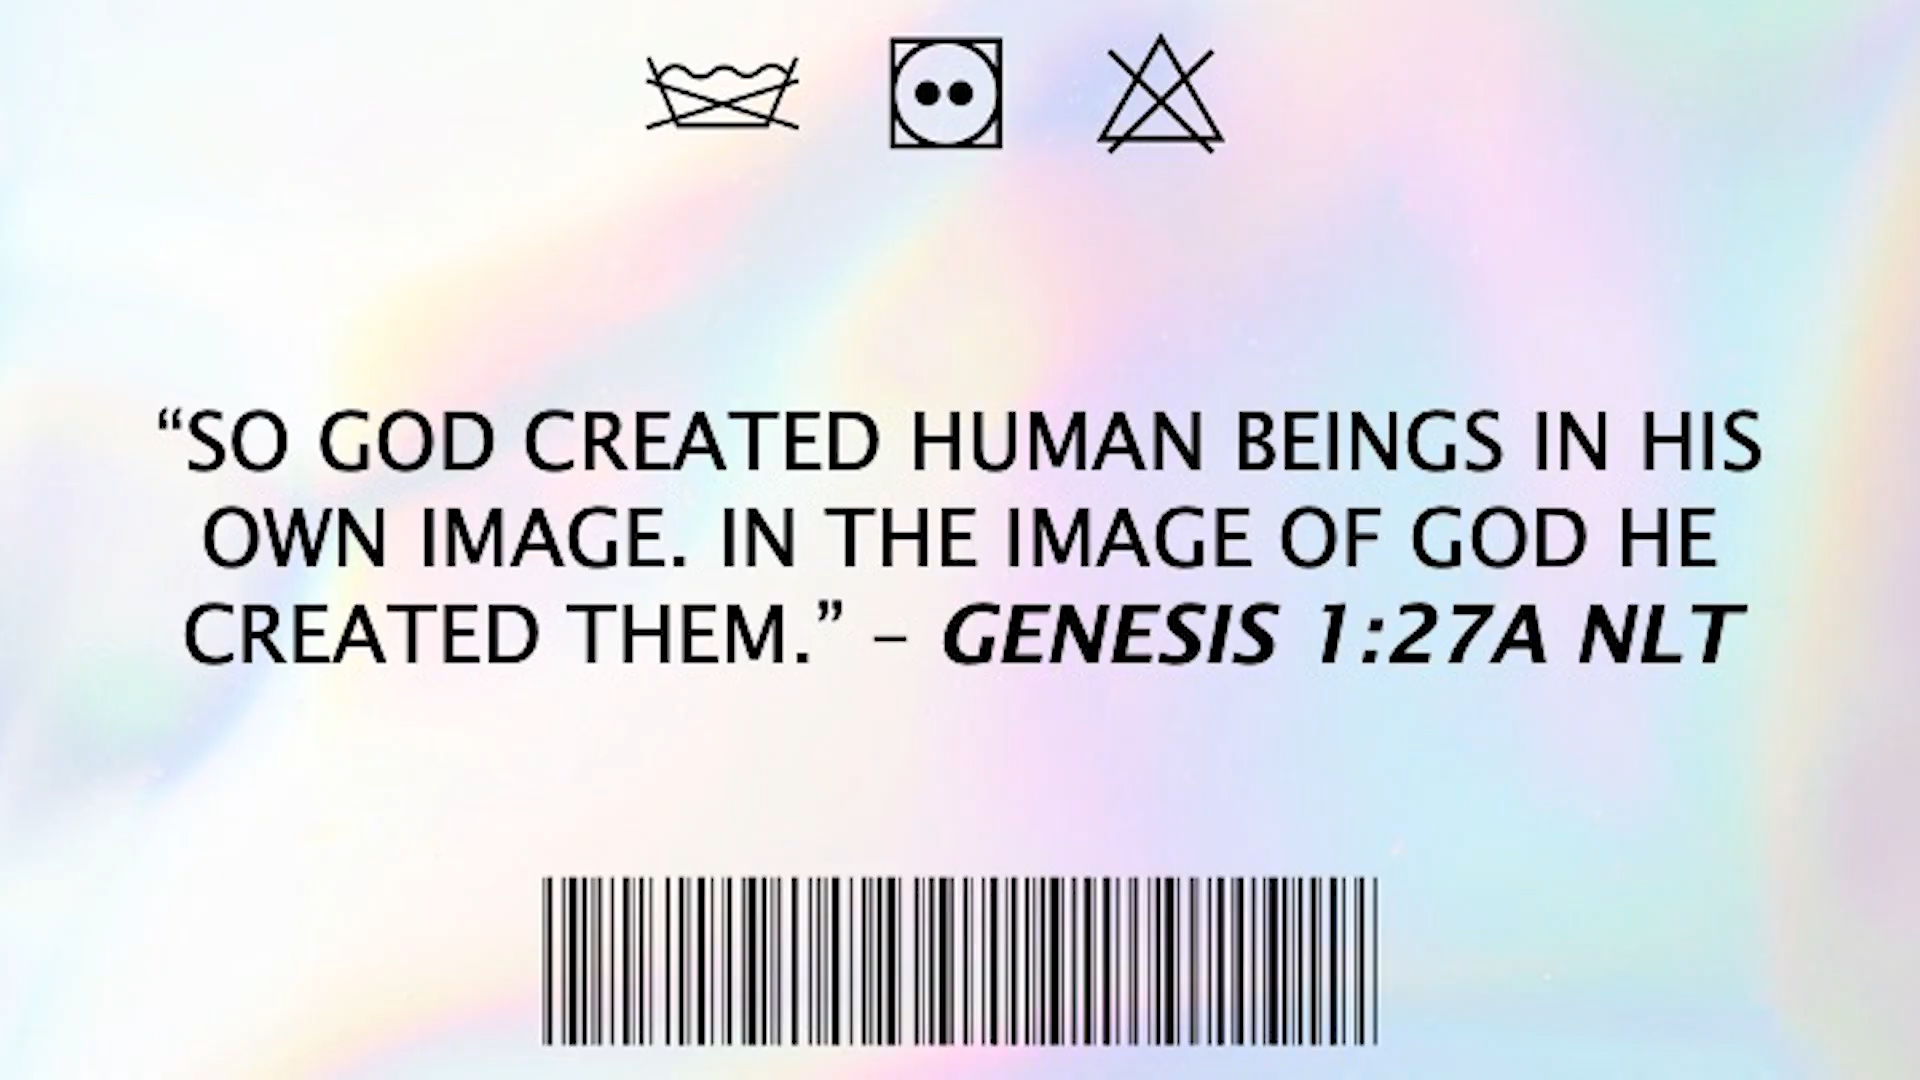 “SO GOD CREATED HUMAN BEINGS IN HIS
OWN IMAGE. IN THE IMAGE OF GOD HE
CREATED THEM.” – GENESIS 1:27A NLT